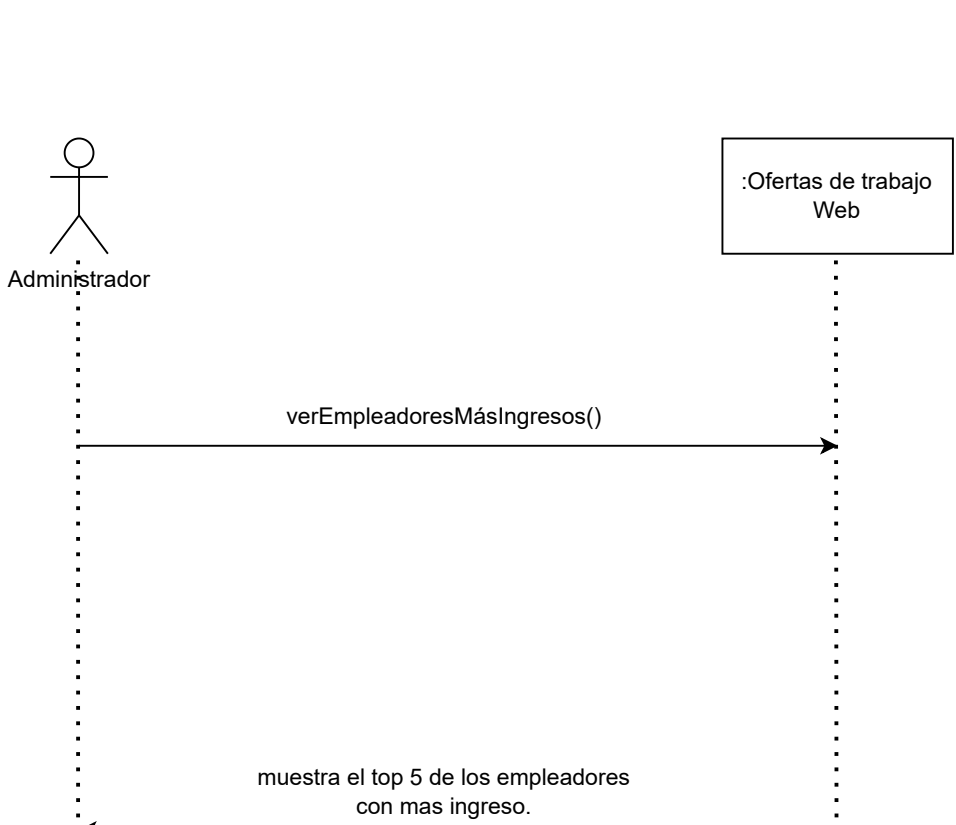 :Ofertas de trabajo
Web
Administrador
verEmpleadoresMásIngresos()
muestra el top 5 de los empleadores
con mas ingreso.